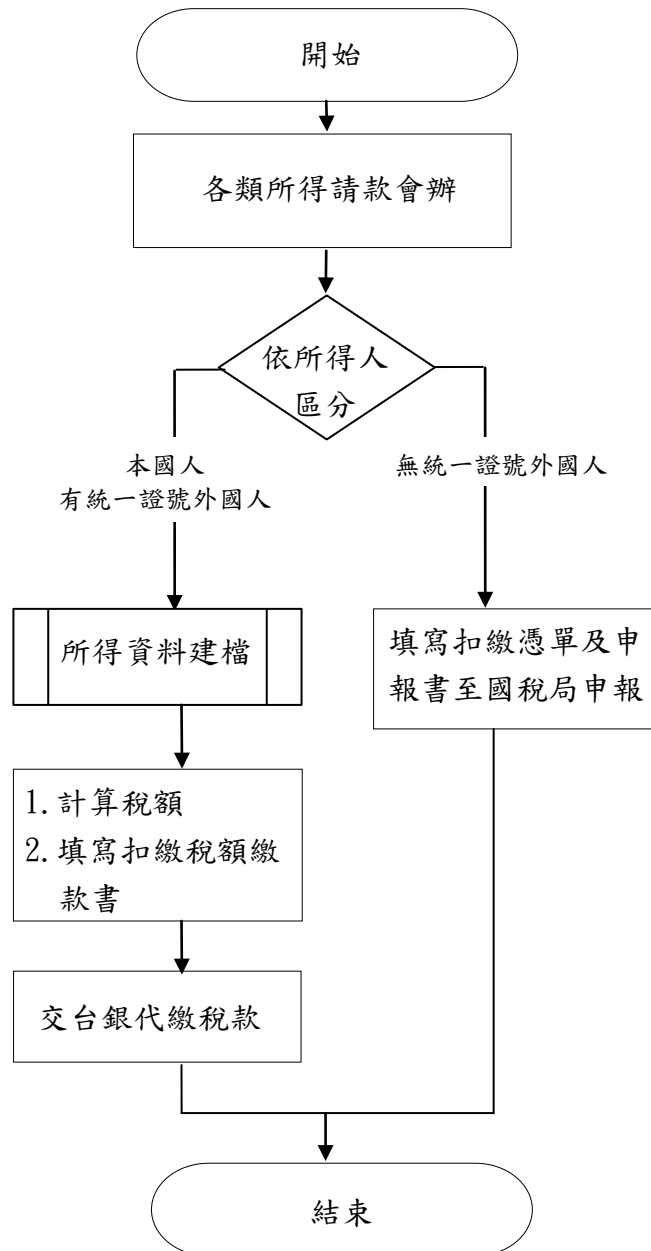 開始
各類所得請款會辦
依所得人
區分
本國人
有統一證號外國人
無統一證號外國人
所得資料建檔
填寫扣繳憑單及申
報書至國稅局申報
1.計算稅額
2.填寫扣繳稅額繳
款書
交台銀代繳稅款
結束